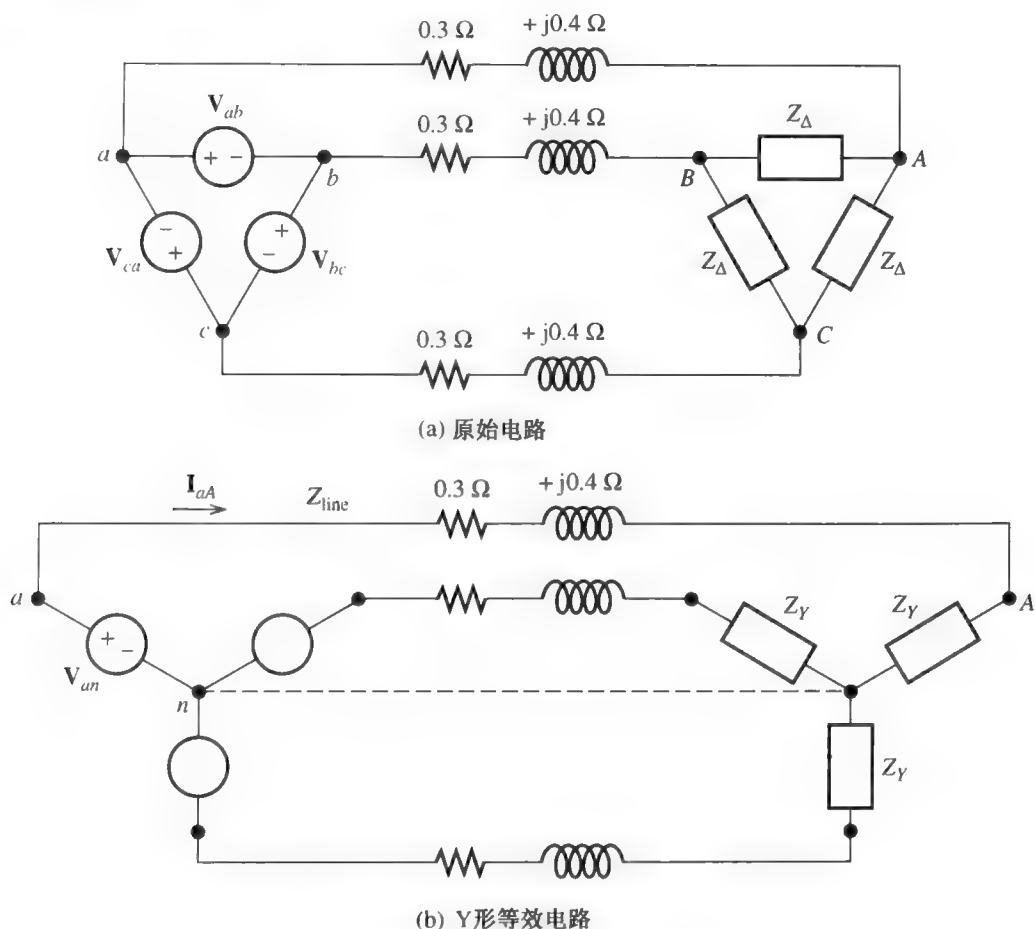 0.3 Ω + j0.4 Ω
V_ab 0.3 Ω + j0.4 Ω Z_Δ
a b B A
V_ca − + + − V_bc Z_Δ Z_Δ
c C
0.3 Ω + j0.4 Ω
(a) 原始电路
I_aA Z_line 0.3 Ω + j0.4 Ω
a Z_Y Z_Y A
+ −
V_an
n
Z_Y
(b) Y形等效电路